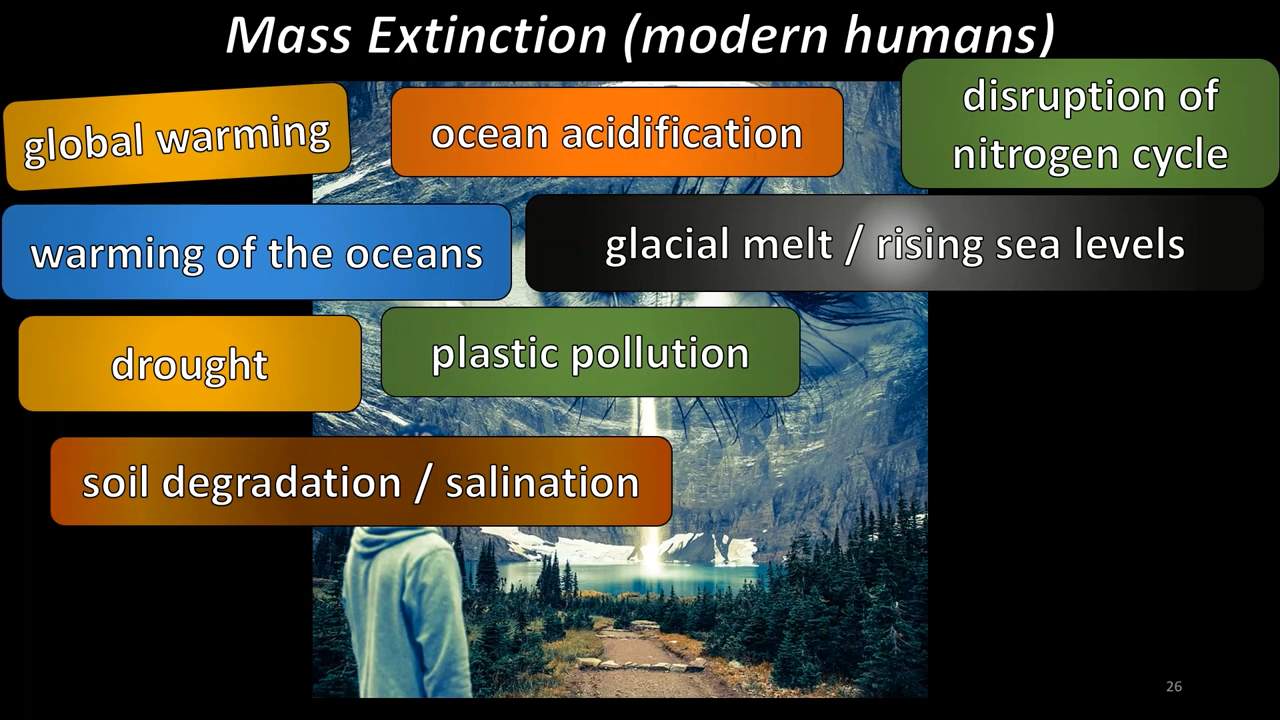 Mass Extinction (modern humans)
global warming
ocean acidification
disruption of
nitrogen cycle
warming of the oceans
glacial melt / rising sea levels
drought
plastic pollution
soil degradation / salination
26